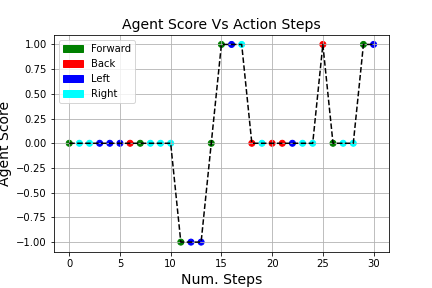 Agent Score Vs Action Steps
Agent Score
1.00
0.75
0.50
0.25
0.00
−0.25
−0.50
−0.75
−1.00
Forward
Back
Left
Right
0 5 10 15 20 25 30
Num. Steps